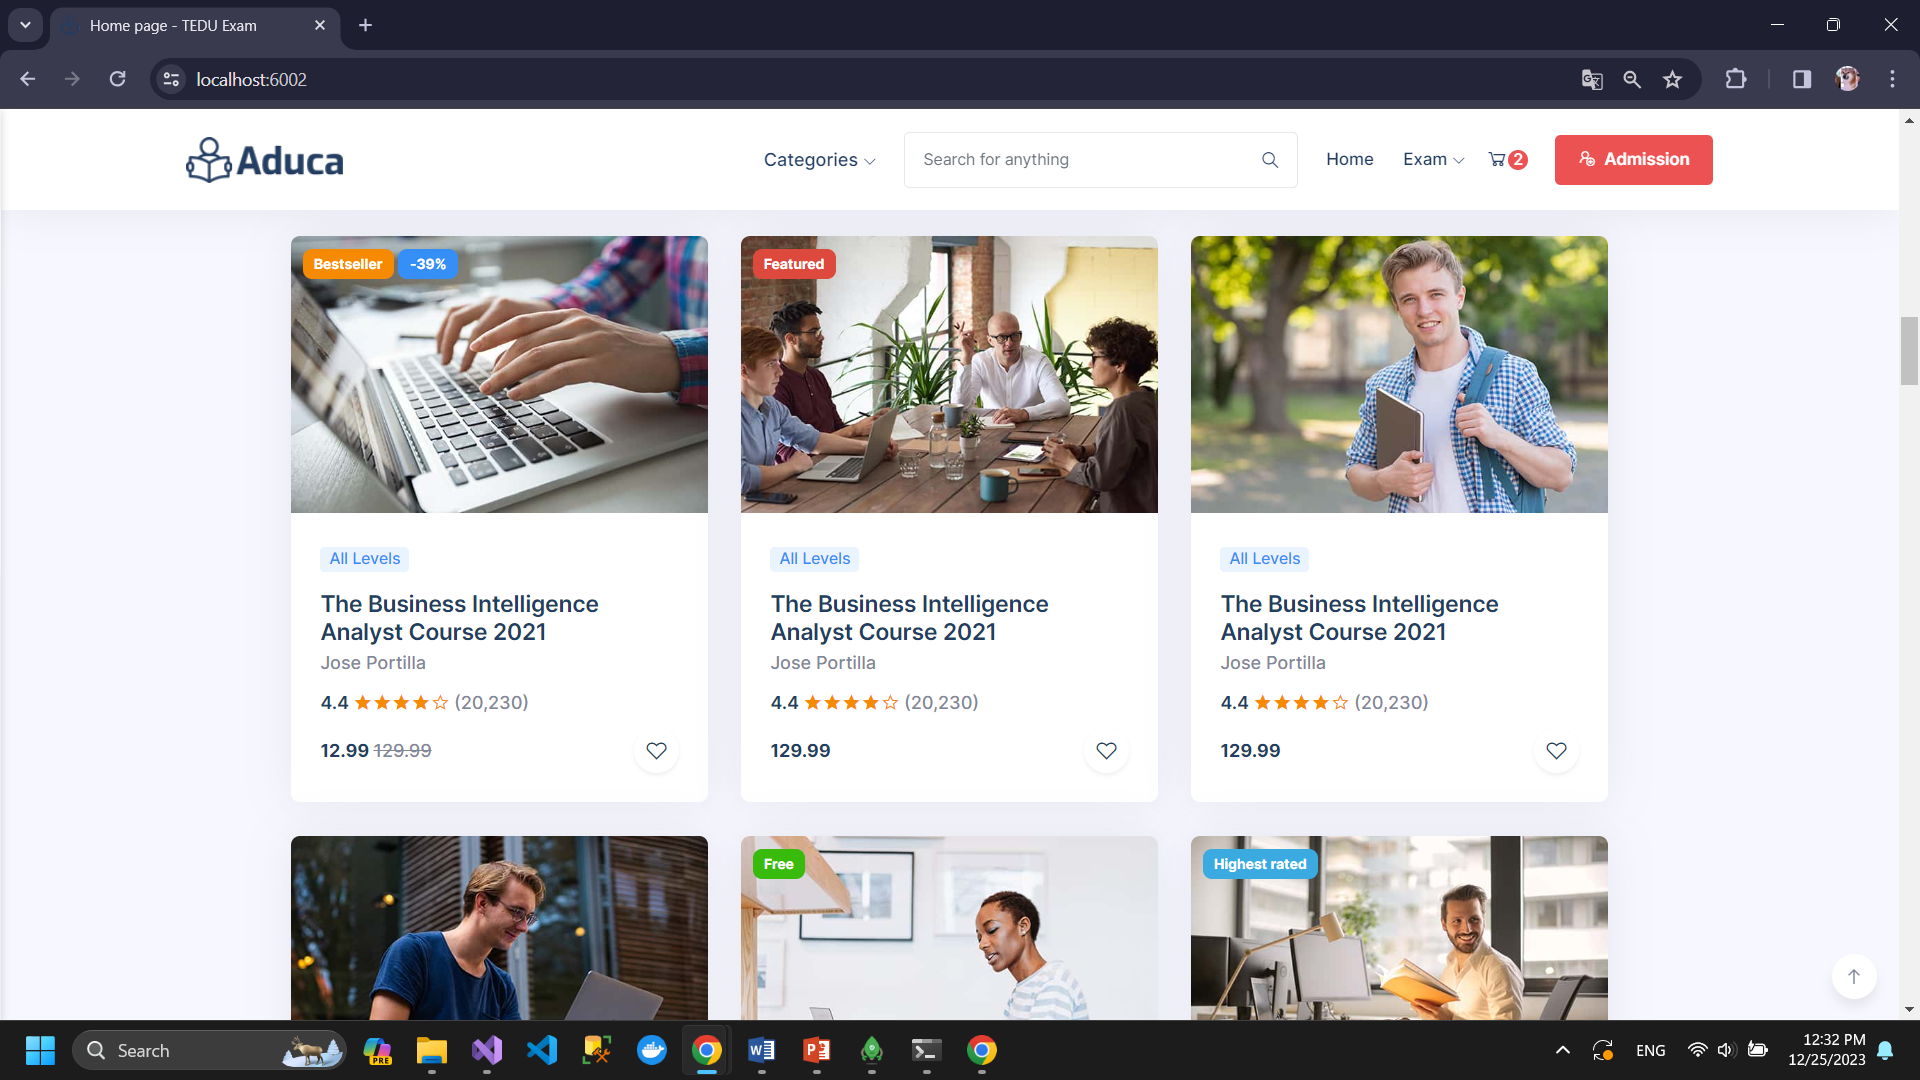 Home page - TEDU Exam
localhost:6002
Aduca
Categories
Search for anything
Home
Exam
2
Admission
Bestseller
-39%
Featured
All Levels
The Business Intelligence
Analyst Course 2021
Jose Portilla
4.4 (20,230)
12.99 129.99
All Levels
The Business Intelligence
Analyst Course 2021
Jose Portilla
4.4 (20,230)
129.99
All Levels
The Business Intelligence
Analyst Course 2021
Jose Portilla
4.4 (20,230)
129.99
Free
Highest rated
Search
PRE
ENG
12:32 PM
12/25/2023